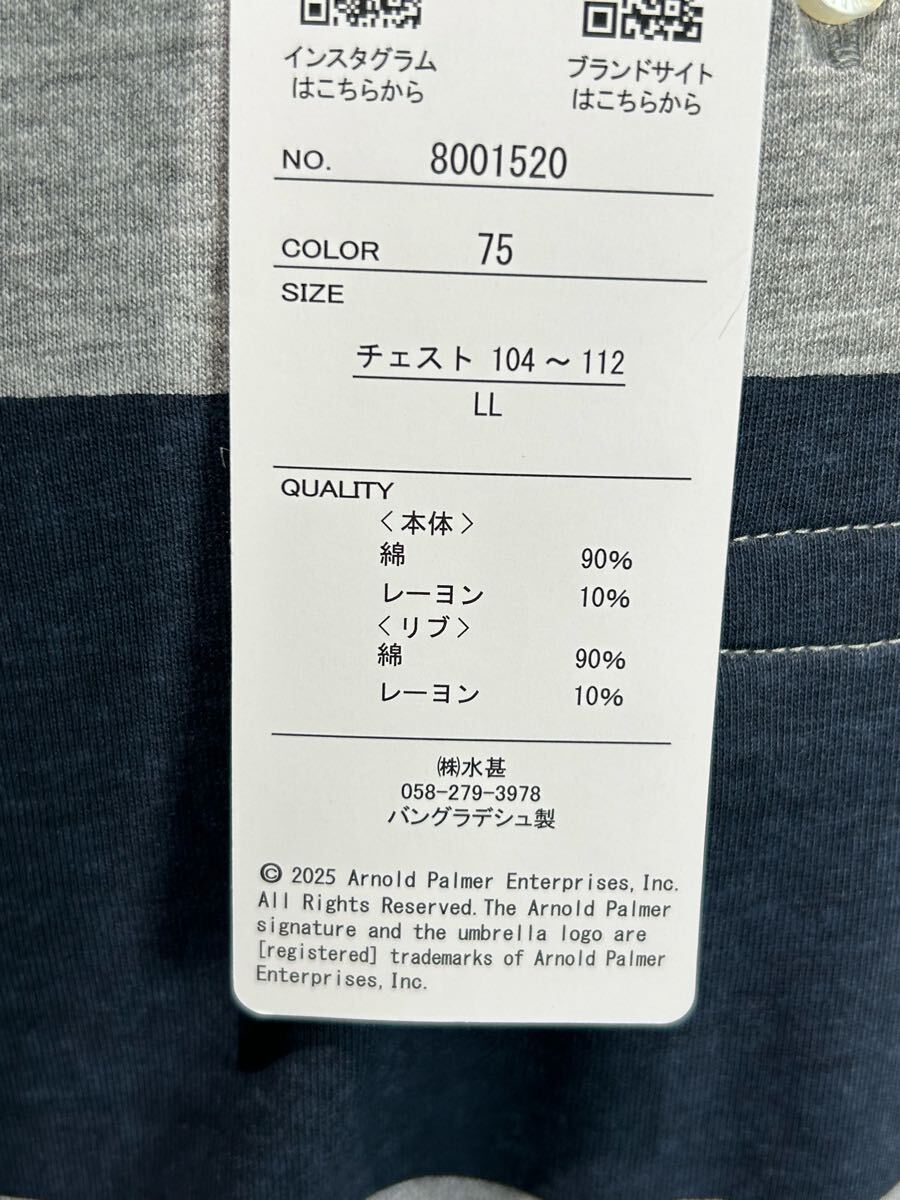 インスタグラム
はこちらから
ブランドサイト
はこちらから
NO. 8001520
COLOR 75
SIZE
チェスト 104 ~ 112
LL
QUALITY
<本体>
綿 90%
レーヨン 10%
<リブ>
綿 90%
レーヨン 10%
㈱水甚
058-279-3978
バングラデシュ製
© 2025 Arnold Palmer Enterprises, Inc.
All Rights Reserved. The Arnold Palmer
signature and the umbrella logo are
[registered] trademarks of Arnold Palmer
Enterprises, Inc.